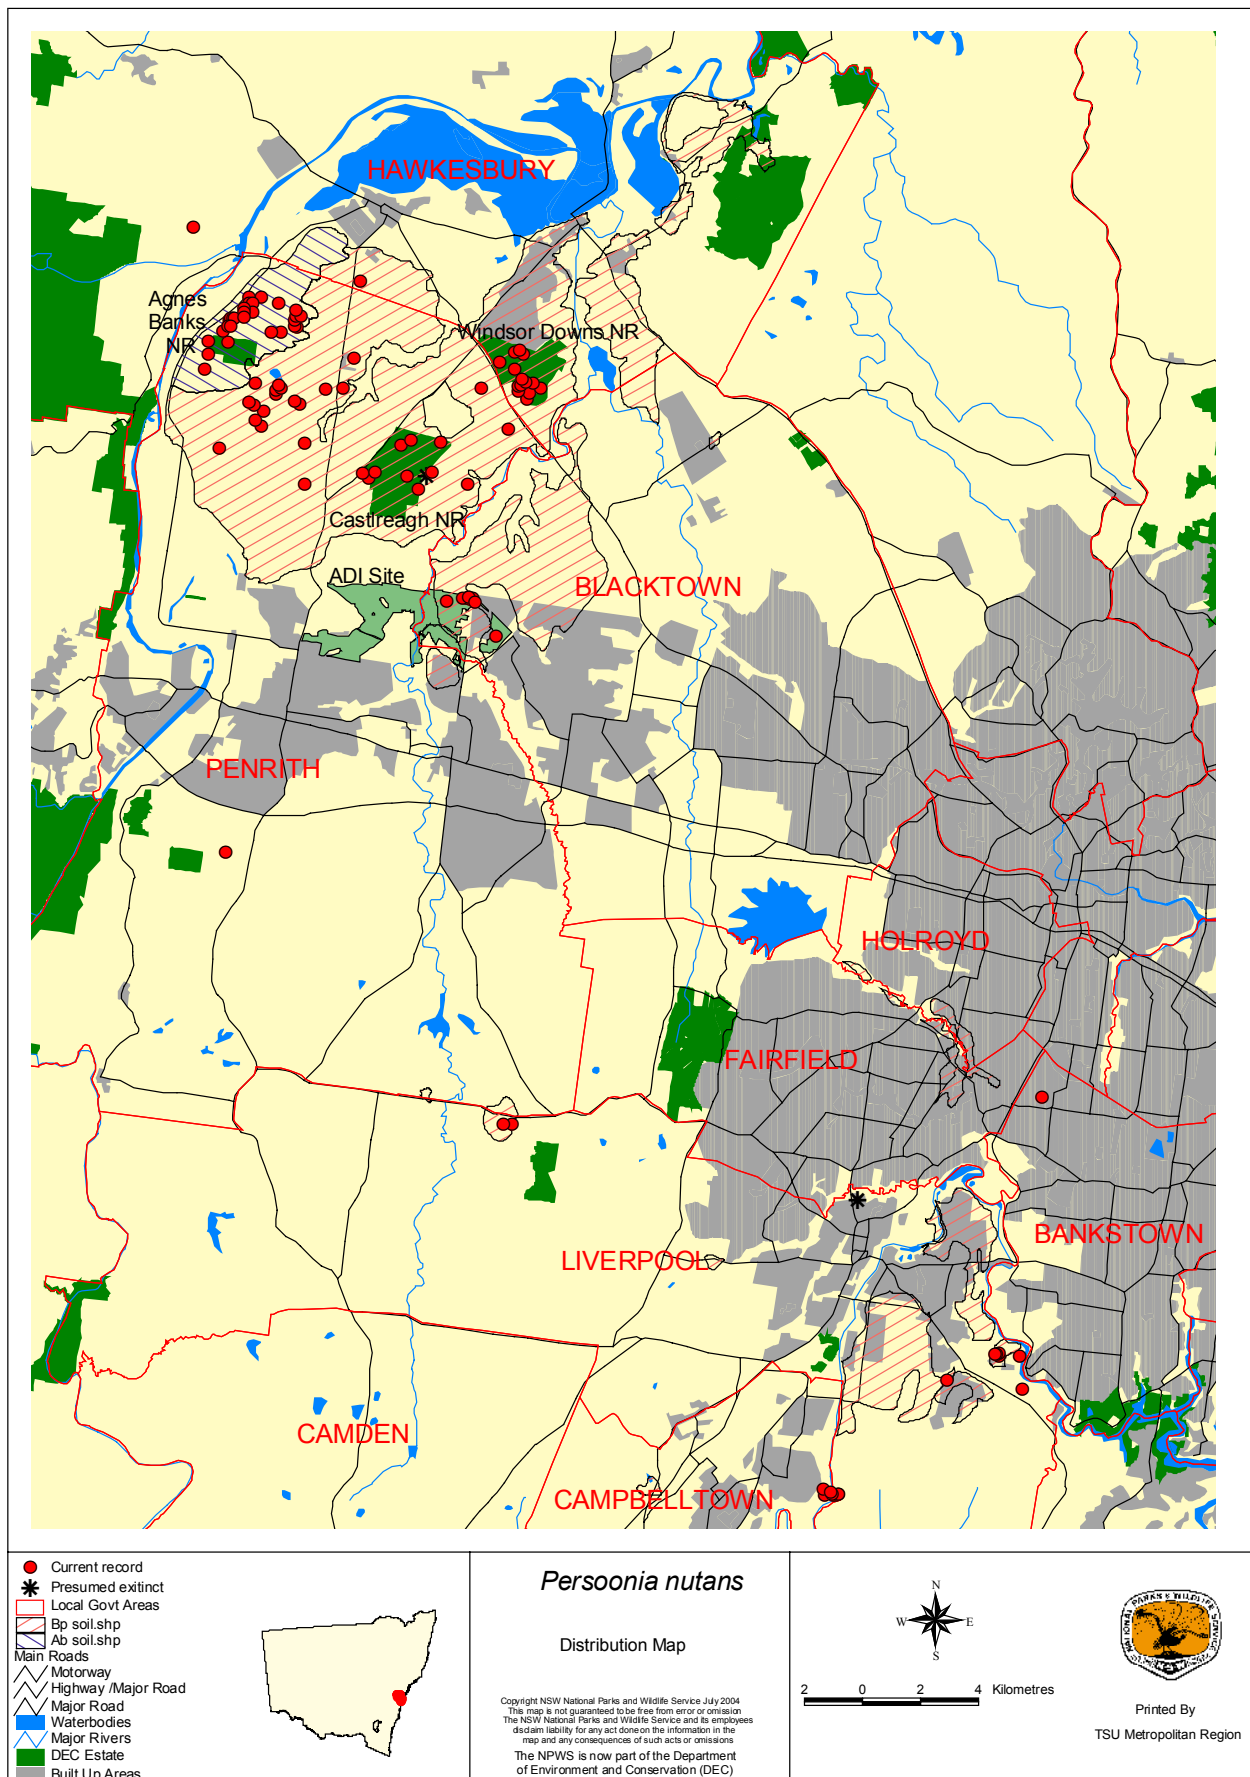 HAWKESBURY
Agnes
Banks
NR
Windsor Downs NR
Castlreagh NR
ADI Site
BLACKTOWN
PENRITH
HOLROYD
FAIRFIELD
BANKSTOWN
LIVERPOOL
CAMDEN
CAMPBELLTOWN
Current record
Presumed exitinct
Local Govt Areas
Bp soil.shp
Ab soil.shp
Main Roads
Motorway
Highway /Major Road
Major Road
Waterbodies
Major Rivers
DEC Estate
Built Up Areas
Persoonia nutans
Distribution Map
Copyright NSW National Parks and Wildlife Service July 2004
This map is not guaranteed to be free from error or omission
The NSW National Parks and Wildlife Service and its employees
disclaim liability for any act done on the information in the
map and any consequences of such acts or omissions
The NPWS is now part of the Department
of Environment and Conservation (DEC)
N
W E
S
2 0 2 4 Kilometres
NATIONAL PARKS & WILDLIFE SERVICE
Printed By
TSU Metropolitan Region